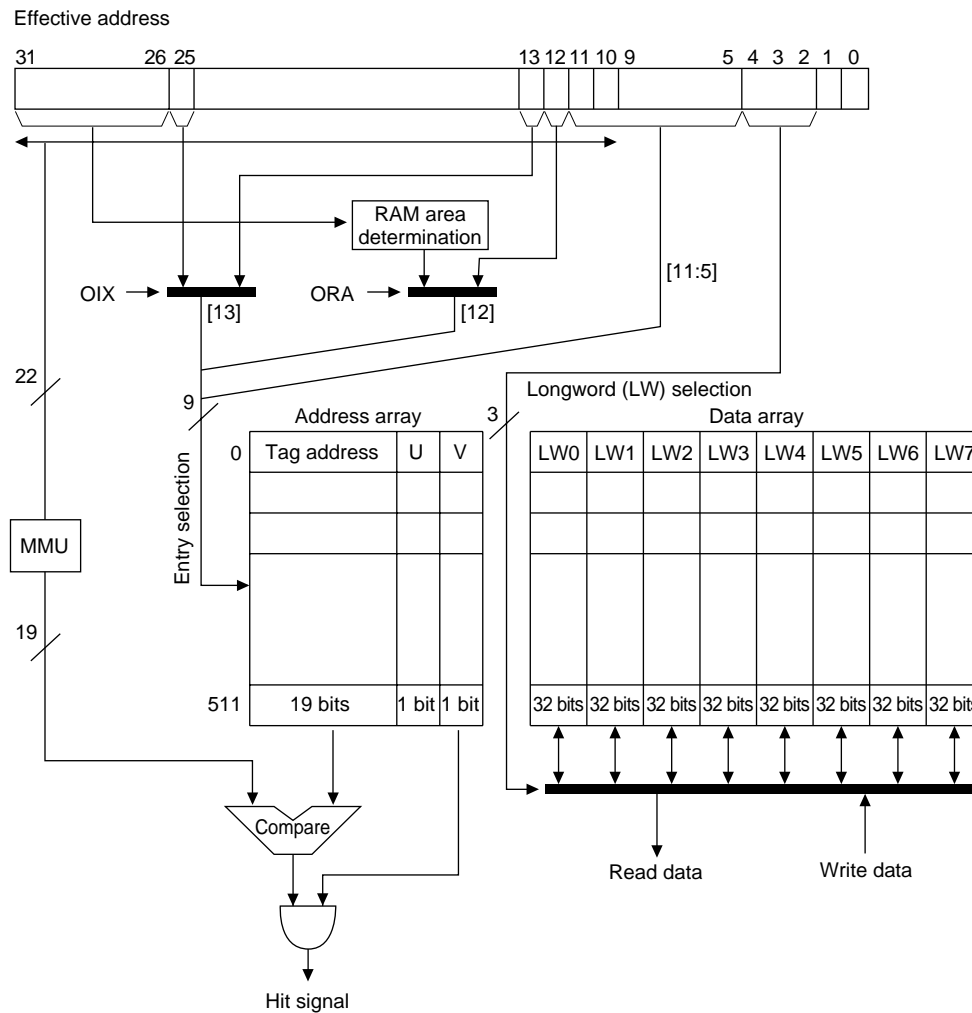 Effective address
31 26 25 13 12 11 10 9 5 4 3 2 1 0
RAM area
determination
[11:5]
OIX
ORA
[13]
[12]
22
9
Longword (LW) selection
3
Address array
Data array
Entry selection
0 Tag address U V
LW0 LW1 LW2 LW3 LW4 LW5 LW6 LW7
MMU
19
511 19 bits 1 bit 1 bit
32 bits 32 bits 32 bits 32 bits 32 bits 32 bits 32 bits 32 bits
Compare
Read data
Write data
Hit signal